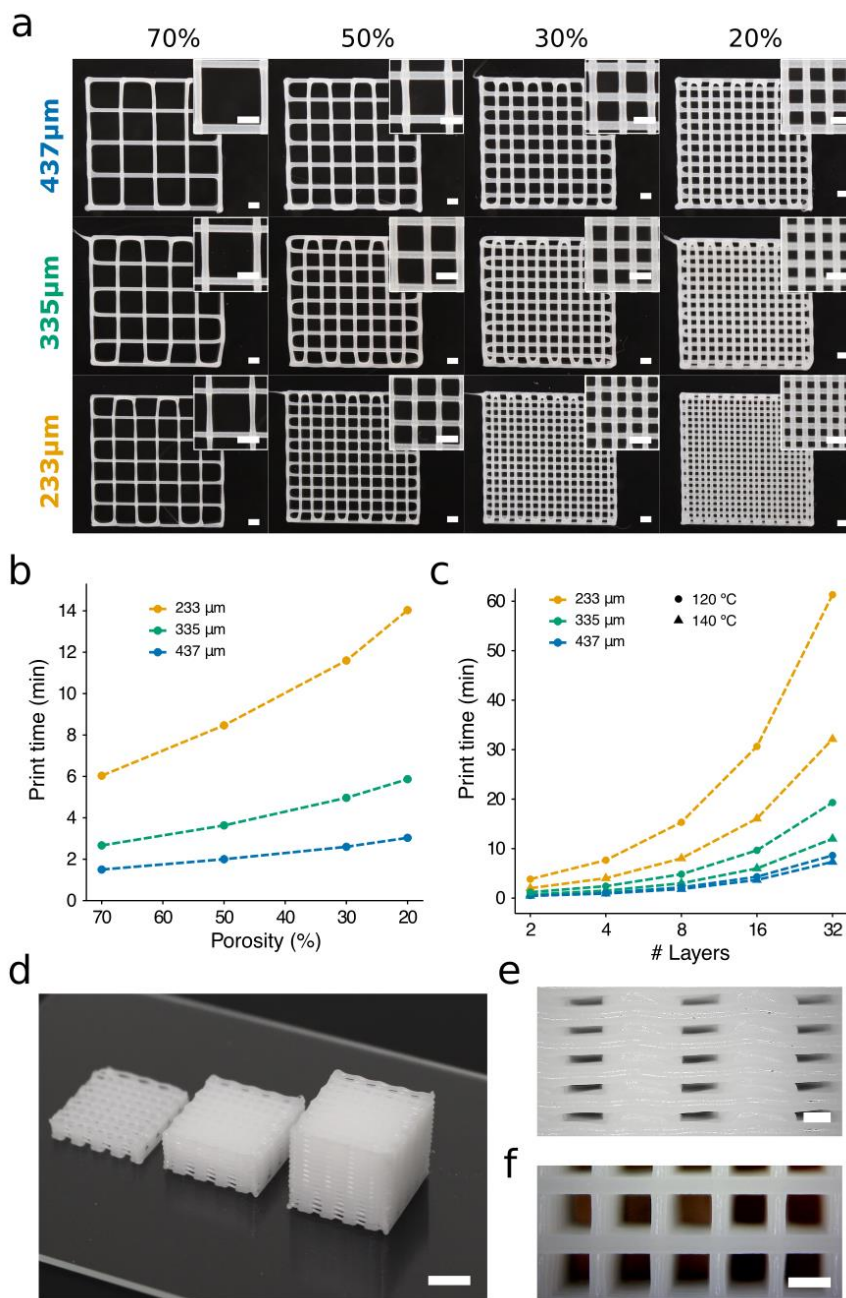 a
70% 50% 30% 20%
437µm
335µm
233µm
b
233 µm
335 µm
437 µm
Print time (min)
14
12
10
8
6
4
2
0
70 60 50 40 30 20
Porosity (%)
c
233 µm 120 ºC
335 µm 140 ºC
437 µm
Print time (min)
60
50
40
30
20
10
0
2 4 8 16 32
# Layers
d
e
f